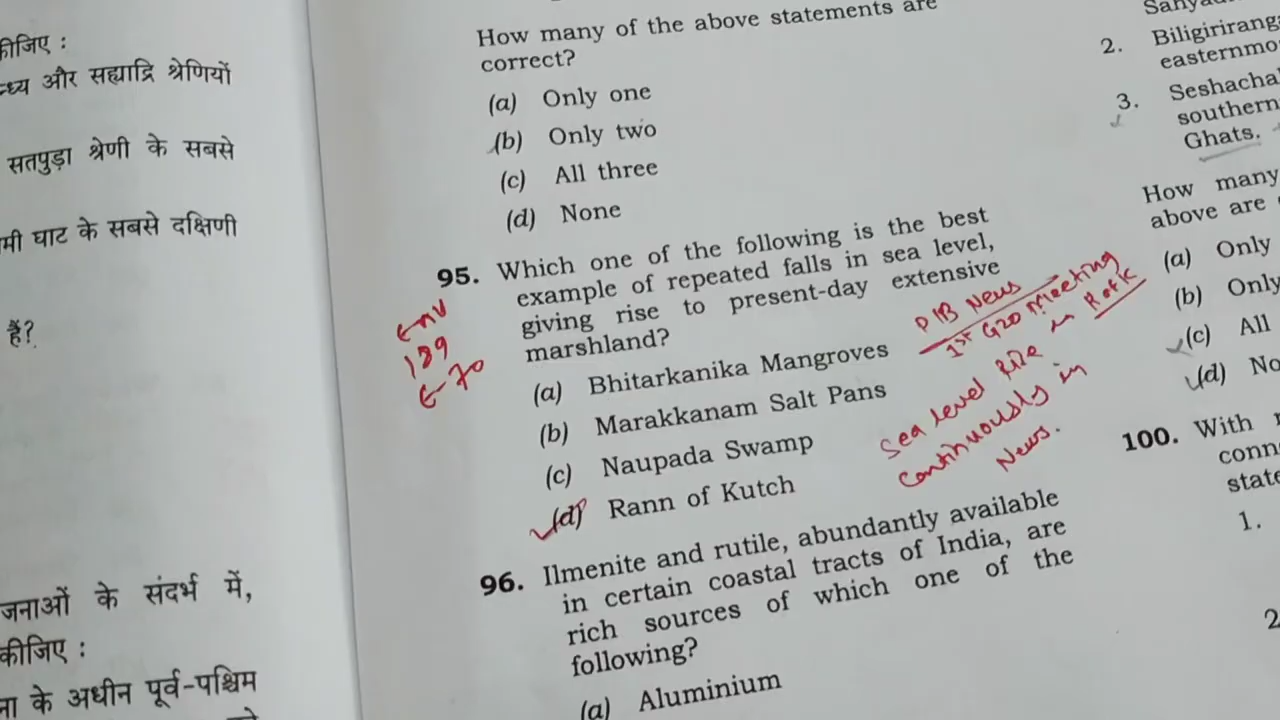 कीजिए :
न्ध्य और सह्याद्रि श्रेणियों
सतपुड़ा श्रेणी के सबसे
मी घाट के सबसे दक्षिणी
हैं?
जनाओं के संदर्भ में,
कीजिए :
के अधीन पूर्व-पश्चिम
How many of the above statements are
correct?
(a) Only one
(b) Only two
(c) All three
(d) None
95. Which one of the following is the best
example of repeated falls in sea level,
giving rise to present-day extensive
marshland?
(a) Bhitarkanika Mangroves
(b) Marakkanam Salt Pans
(c) Naupada Swamp
(d) Rann of Kutch
Env
189
E-70
PIB News
1st G20 Meeting
in RofK
Sea level Rise
Continuously in
News.
96. Ilmenite and rutile, abundantly available
in certain coastal tracts of India, are
rich sources of which one of the
following?
(a) Aluminium
2. Biligirirang
easternmo
3. Seshachal
southern
Ghats.
How many
above are
(a) Only
(b) Only
(c) All
(d) No
100. With
conn
state
1.
2